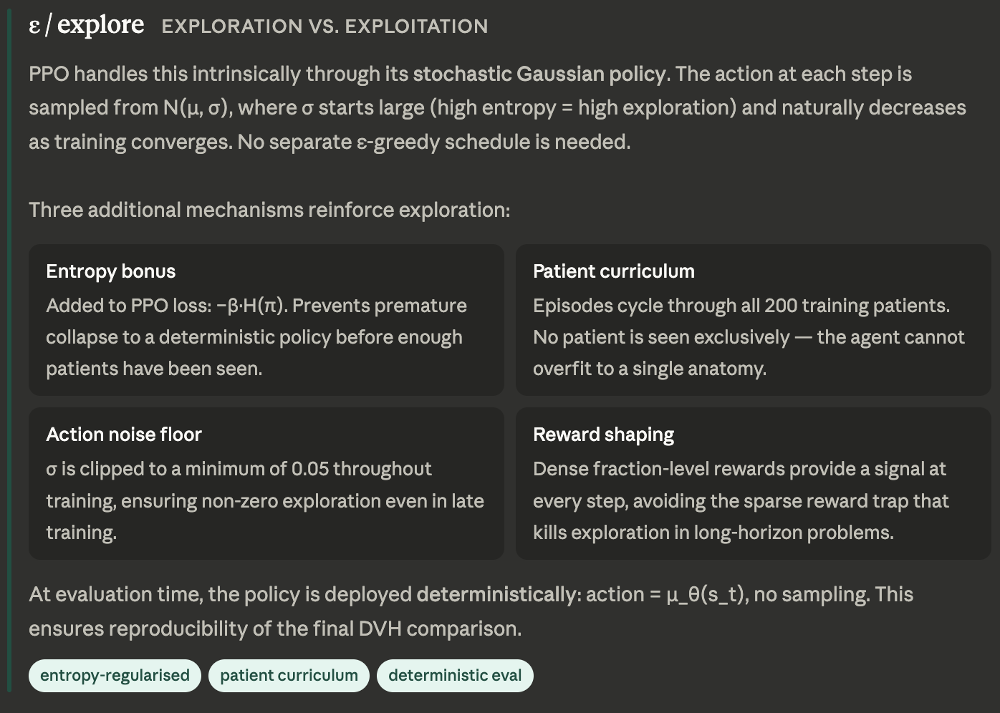 ε / explore EXPLORATION VS. EXPLOITATION
PPO handles this intrinsically through its stochastic Gaussian policy. The action at each step is
sampled from N(μ, σ), where σ starts large (high entropy = high exploration) and naturally decreases
as training converges. No separate ε-greedy schedule is needed.
Three additional mechanisms reinforce exploration:
Entropy bonus
Added to PPO loss: −β·H(π). Prevents premature
collapse to a deterministic policy before enough
patients have been seen.
Patient curriculum
Episodes cycle through all 200 training patients.
No patient is seen exclusively — the agent cannot
overfit to a single anatomy.
Action noise floor
σ is clipped to a minimum of 0.05 throughout
training, ensuring non-zero exploration even in late
training.
Reward shaping
Dense fraction-level rewards provide a signal at
every step, avoiding the sparse reward trap that
kills exploration in long-horizon problems.
At evaluation time, the policy is deployed deterministically: action = μ_θ(s_t), no sampling. This
ensures reproducibility of the final DVH comparison.
entropy-regularised patient curriculum deterministic eval